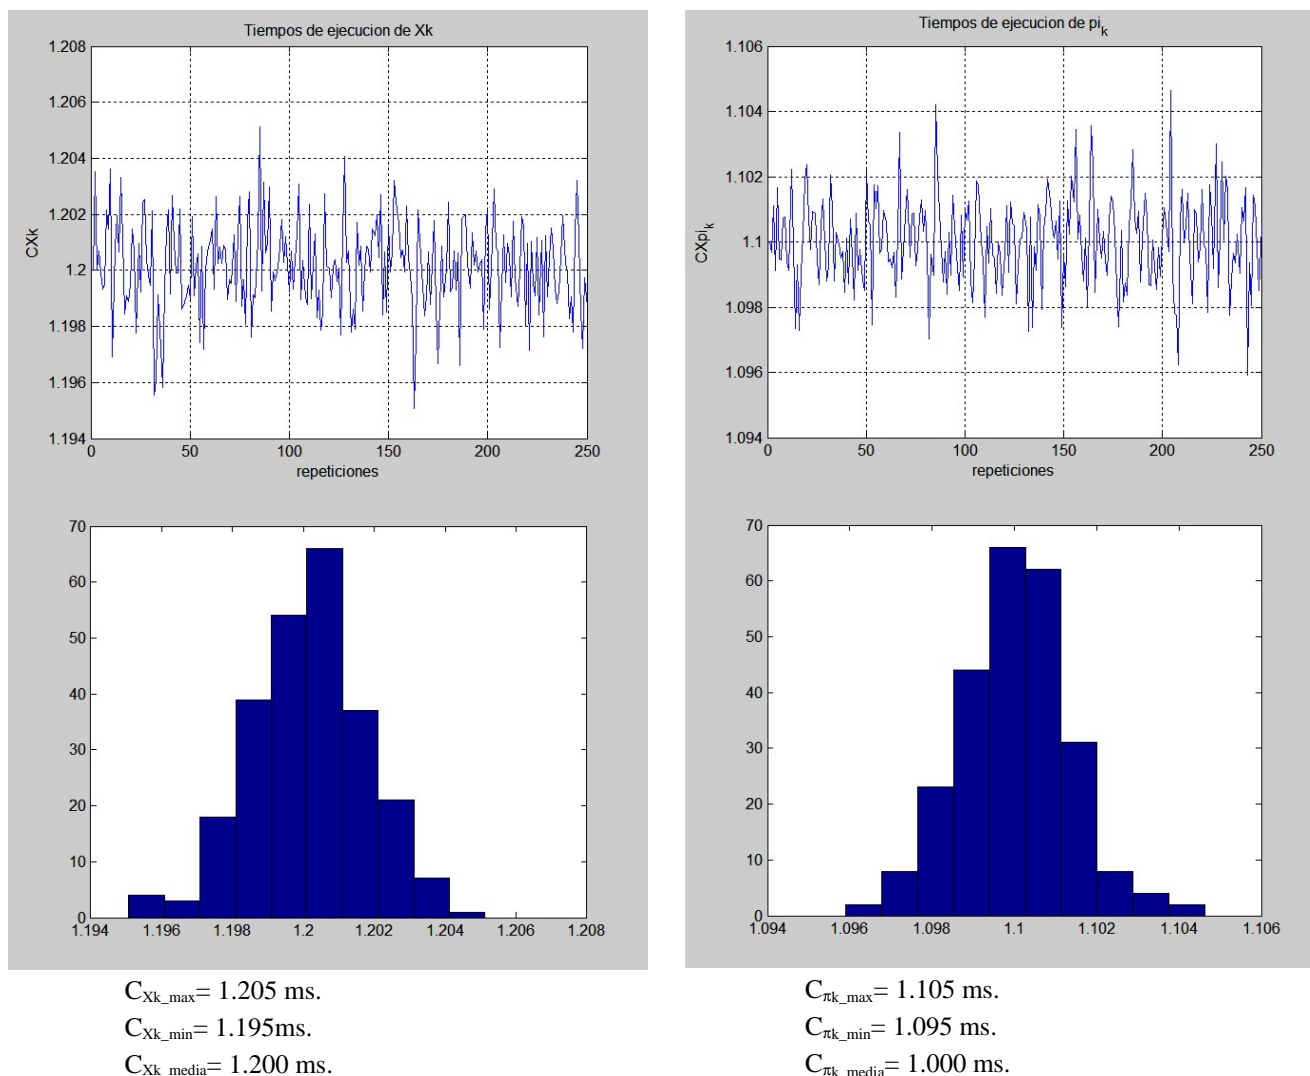 Tiempos de ejecucion de Xk
1.208
1.206
1.204
1.202
1.2
1.198
1.196
1.194
CXk
0 50 100 150 200 250
repeticiones
70
60
50
40
30
20
10
0
1.194 1.196 1.198 1.2 1.202 1.204 1.206 1.208
CXk_max= 1.205 ms.
CXk_min= 1.195ms.
CXk_media= 1.200 ms.
Tiempos de ejecucion de pik
1.106
1.104
1.102
1.1
1.098
1.096
1.094
CXpik
0 50 100 150 200 250
repeticiones
70
60
50
40
30
20
10
0
1.094 1.096 1.098 1.1 1.102 1.104 1.106
Cπk_max= 1.105 ms.
Cπk_min= 1.095 ms.
Cπk_media= 1.000 ms.